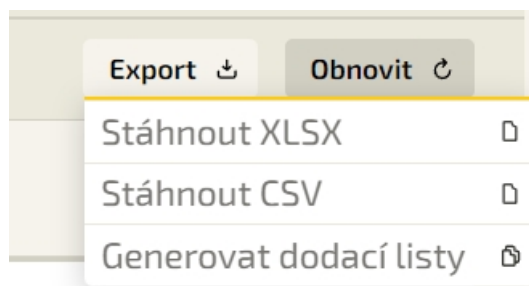 Export
Obnovit
Stáhnout XLSX
Stáhnout CSV
Generovat dodací listy